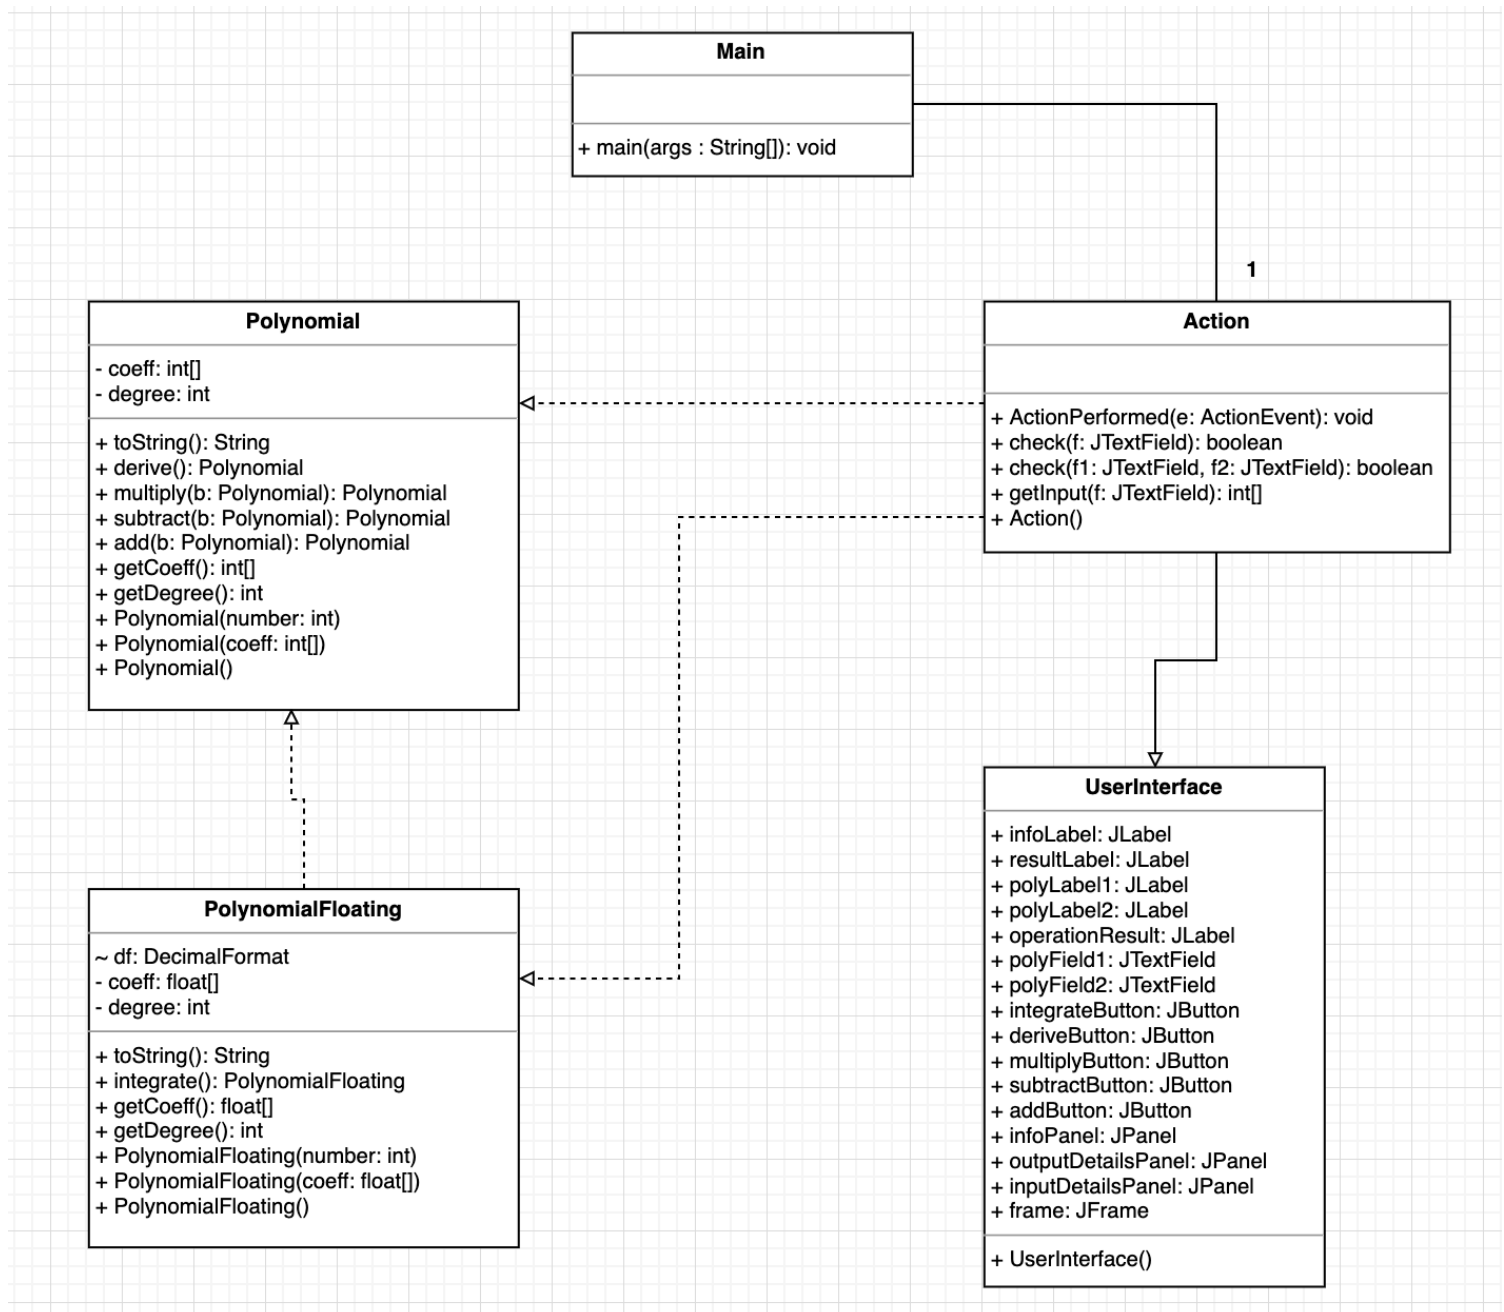 Main
+ main(args : String[]): void
1
Polynomial
- coeff: int[]
- degree: int
+ toString(): String
+ derive(): Polynomial
+ multiply(b: Polynomial): Polynomial
+ subtract(b: Polynomial): Polynomial
+ add(b: Polynomial): Polynomial
+ getCoeff(): int[]
+ getDegree(): int
+ Polynomial(number: int)
+ Polynomial(coeff: int[])
+ Polynomial()
Action
+ ActionPerformed(e: ActionEvent): void
+ check(f: JTextField): boolean
+ check(f1: JTextField, f2: JTextField): boolean
+ getInput(f: JTextField): int[]
+ Action()
PolynomialFloating
~ df: DecimalFormat
- coeff: float[]
- degree: int
+ toString(): String
+ integrate(): PolynomialFloating
+ getCoeff(): float[]
+ getDegree(): int
+ PolynomialFloating(number: int)
+ PolynomialFloating(coeff: float[])
+ PolynomialFloating()
UserInterface
+ infoLabel: JLabel
+ resultLabel: JLabel
+ polyLabel1: JLabel
+ polyLabel2: JLabel
+ operationResult: JLabel
+ polyField1: JTextField
+ polyField2: JTextField
+ integrateButton: JButton
+ deriveButton: JButton
+ multiplyButton: JButton
+ subtractButton: JButton
+ addButton: JButton
+ infoPanel: JPanel
+ outputDetailsPanel: JPanel
+ inputDetailsPanel: JPanel
+ frame: JFrame
+ UserInterface()